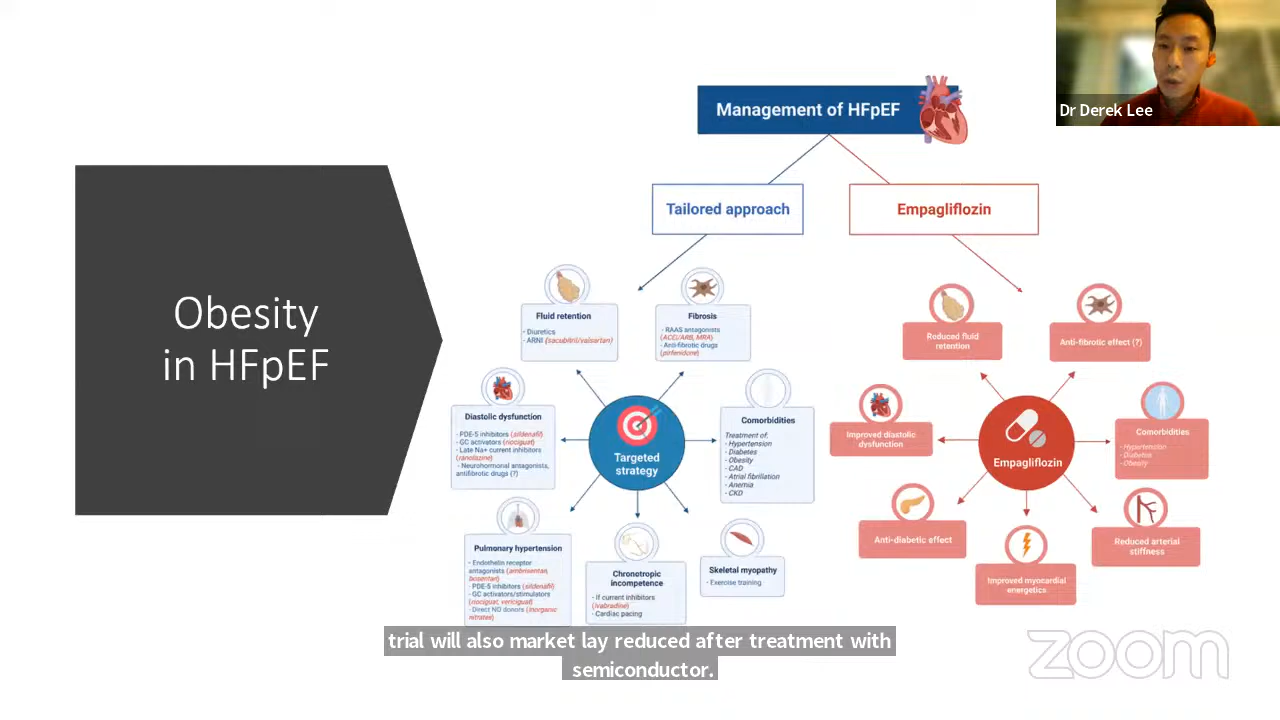 Dr Derek Lee
Management of HFpEF
Tailored approach
Empagliflozin
Obesity
in HFpEF
Fluid retention
- Diuretics
- ARNI (sacubitril/valsartan)
Fibrosis
- RAAS antagonists
(ACEi/ARB, MRA)
- Anti-fibrotic drugs
(pirfenidone)
Diastolic dysfunction
- PDE-5 inhibitors (sildenafil)
- GC activators (riociguat)
- Late Na+ current inhibitors
(ranolazine)
- Neurohormonal antagonists,
antifibrotic drugs (?)
Targeted
strategy
Comorbidities
Treatment of:
- Hypertension
- Diabetes
- Obesity
- CAD
- Atrial fibrillation
- Anemia
- CKD
Pulmonary hypertension
- Endothelin receptor
antagonists (ambrisentan,
bosentan)
- PDE-5 inhibitors (sildenafil)
- GC activators/stimulators
(riociguat, vericiguat)
- Direct NO donors (inorganic
nitrates)
Chronotropic
incompetence
- If current inhibitors
(ivabradine)
- Cardiac pacing
Skeletal myopathy
- Exercise training
Reduced fluid
retention
Anti-fibrotic effect (?)
Improved diastolic
dysfunction
Empagliflozin
Comorbidities
- Hypertension
- Diabetes
- Obesity
Anti-diabetic effect
Improved myocardial
energetics
Reduced arterial
stiffness
trial will also market lay reduced after treatment with
semiconductor.
zoom